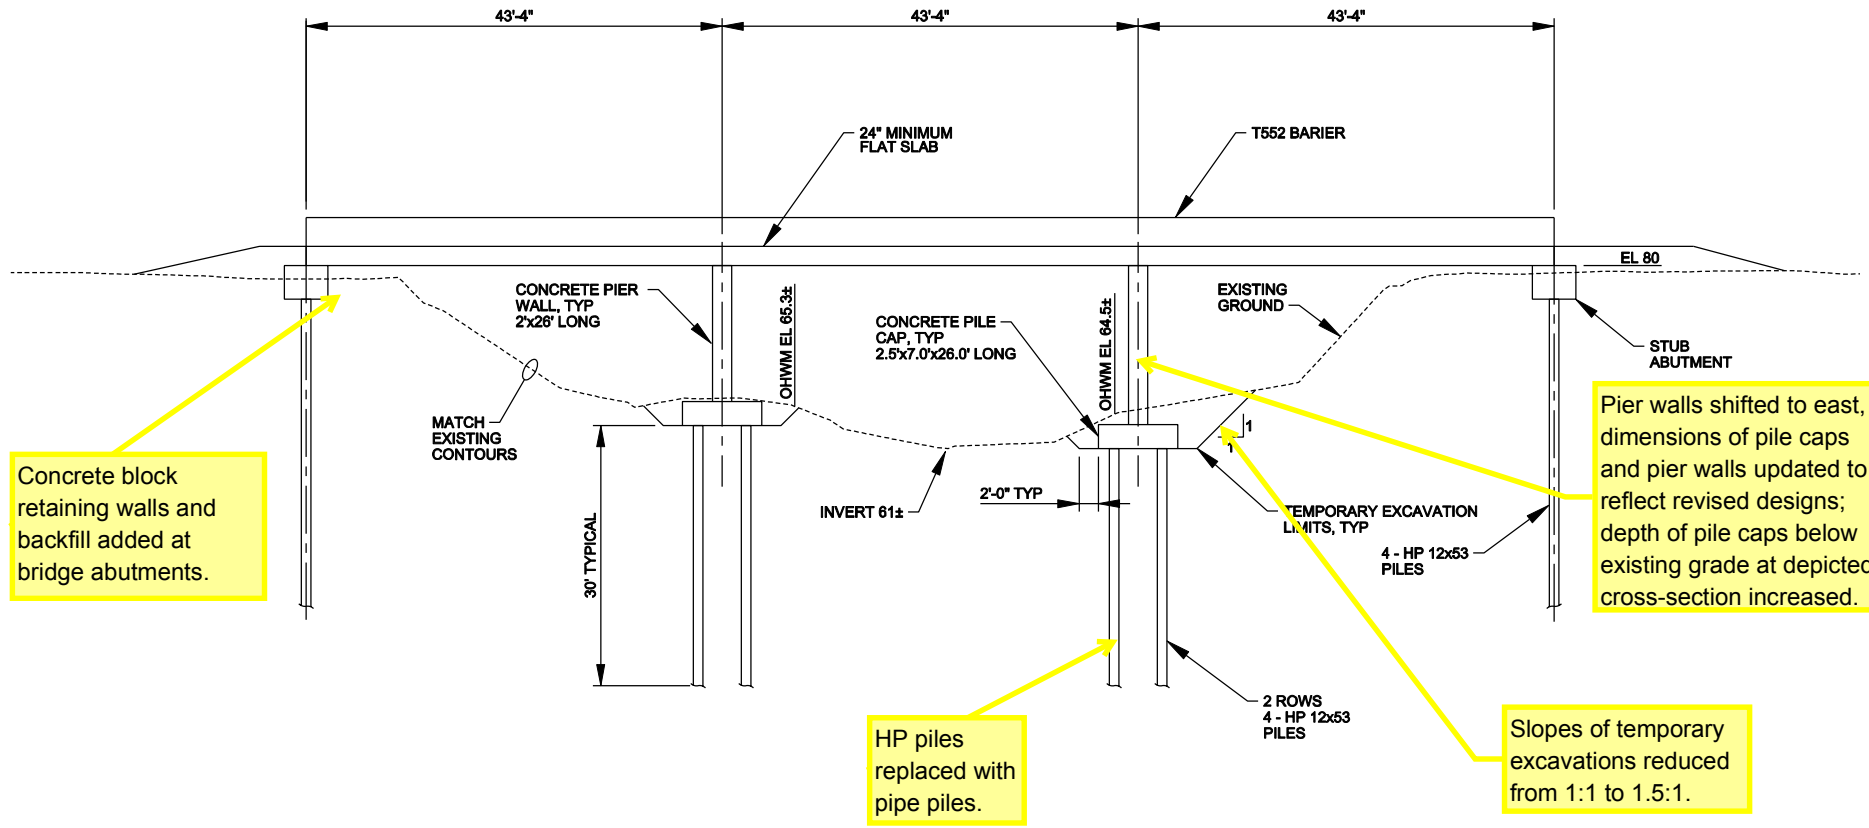 43'-4"
43'-4"
43'-4"
24" MINIMUM
FLAT SLAB
T552 BARIER
EL 80
CONCRETE PIER
WALL, TYP
2'x26' LONG
OHWM EL 65.3±
CONCRETE PILE
CAP, TYP
2.5'x7.0'x26.0' LONG
OHWM EL 64.5±
EXISTING
GROUND
STUB
ABUTMENT
MATCH
EXISTING
CONTOURS
1
1
Pier walls shifted to east,
dimensions of pile caps
and pier walls updated to
reflect revised designs;
depth of pile caps below
existing grade at depicted
cross-section increased.
Concrete block
retaining walls and
backfill added at
bridge abutments.
2'-0" TYP
INVERT 61±
TEMPORARY EXCAVATION
LIMITS, TYP
30' TYPICAL
4 - HP 12x53
PILES
2 ROWS
4 - HP 12x53
PILES
HP piles
replaced with
pipe piles.
Slopes of temporary
excavations reduced
from 1:1 to 1.5:1.